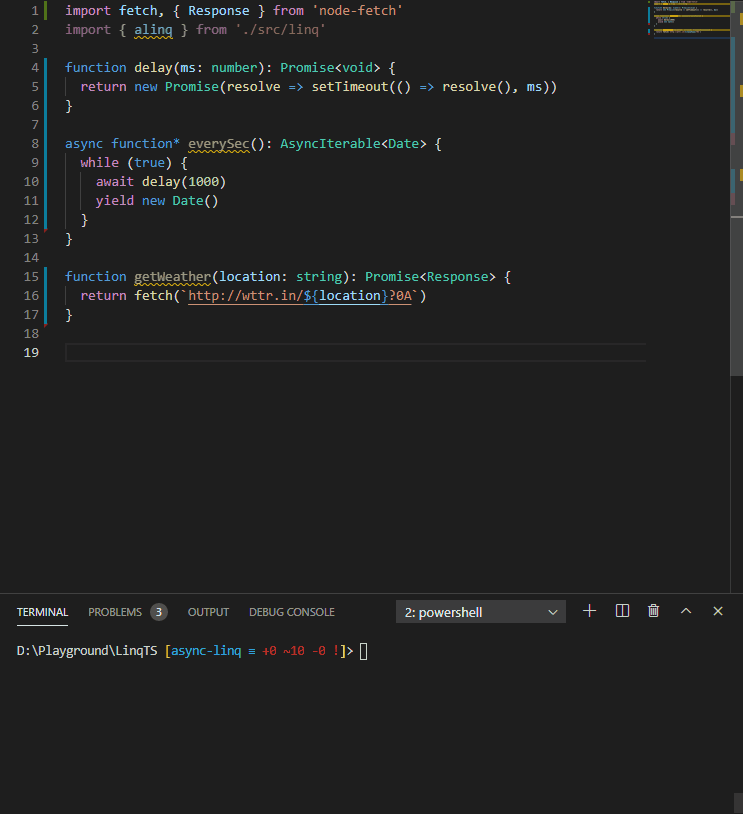 1 import fetch, { Response } from 'node-fetch'
2 import { alinq } from './src/linq'
3
4 function delay(ms: number): Promise<void> {
5   return new Promise(resolve => setTimeout(() => resolve(), ms))
6 }
7
8 async function* everySec(): AsyncIterable<Date> {
9   while (true) {
10     await delay(1000)
11     yield new Date()
12   }
13 }
14
15 function getWeather(location: string): Promise<Response> {
16   return fetch(`http://wttr.in/${location}?0A`)
17 }
18
19
TERMINAL PROBLEMS 3 OUTPUT DEBUG CONSOLE 2: powershell
D:\Playground\LinqTS [async-linq ≡ +0 ~10 -0 !]>